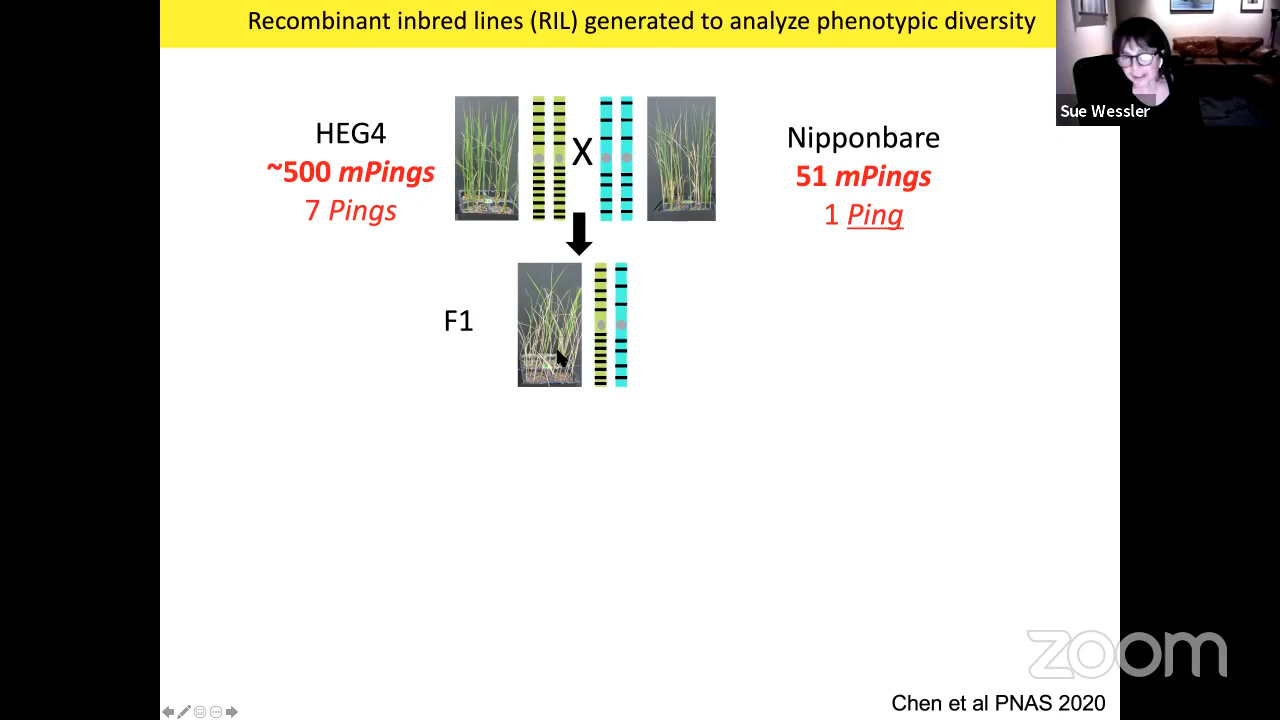 Recombinant inbred lines (RIL) generated to analyze phenotypic diversity
Sue Wessler
HEG4
~500 mPings
7 Pings
X
Nipponbare
51 mPings
1 Ping
F1
zoom
Chen et al PNAS 2020